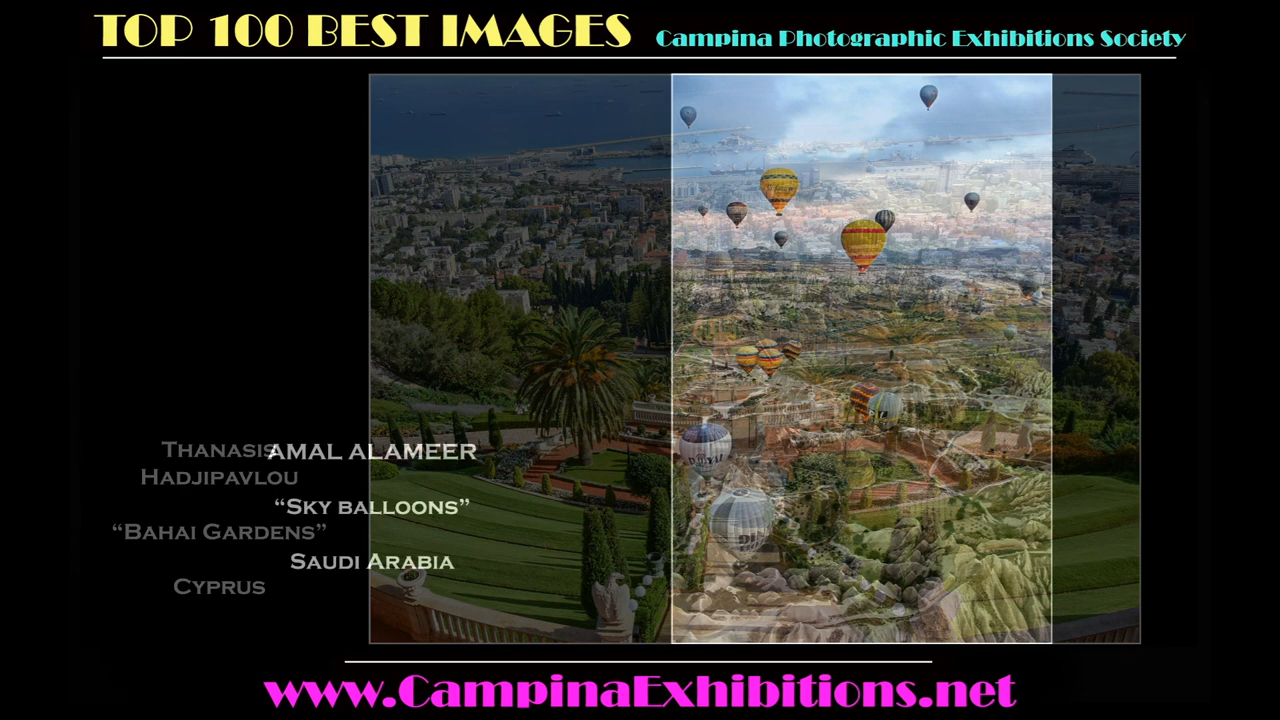 TOP 100 BEST IMAGES Campina Photographic Exhibitions Society
Thanasis
Hadjipavlou
“Bahai Gardens”
Cyprus
AMAL ALAMEER
“Sky balloons”
Saudi Arabia
www.CampinaExhibitions.net